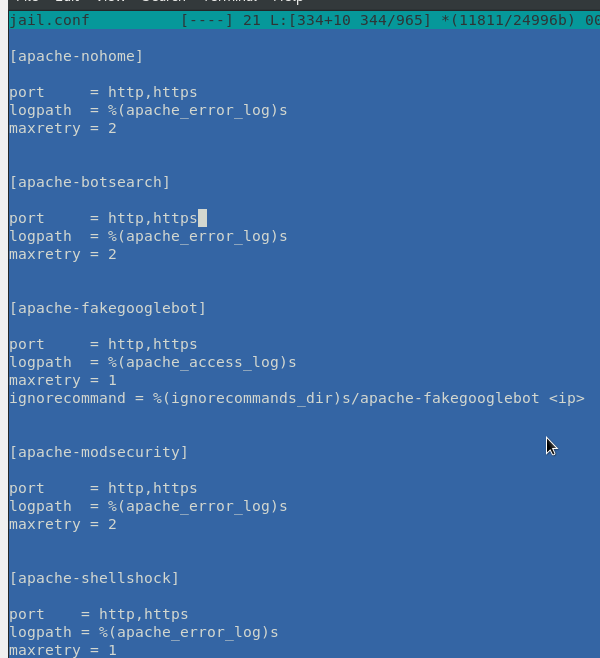 jail.conf          [----] 21 L:[334+10 344/965] *(11811/24996b) 00
[apache-nohome]
port     = http,https
logpath  = %(apache_error_log)s
maxretry = 2
[apache-botsearch]
port     = http,https
logpath  = %(apache_error_log)s
maxretry = 2
[apache-fakegooglebot]
port     = http,https
logpath  = %(apache_access_log)s
maxretry = 1
ignorecommand = %(ignorecommands_dir)s/apache-fakegooglebot <ip>
[apache-modsecurity]
port     = http,https
logpath  = %(apache_error_log)s
maxretry = 2
[apache-shellshock]
port    = http,https
logpath = %(apache_error_log)s
maxretry = 1